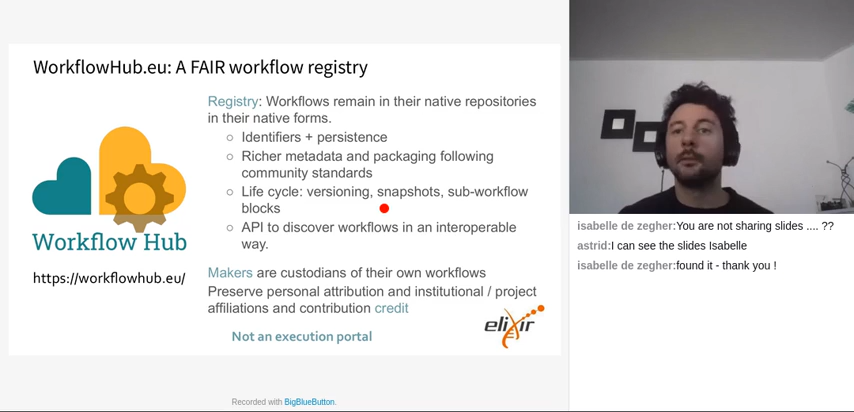 WorkflowHub.eu: A FAIR workflow registry
Registry: Workflows remain in their native repositories
in their native forms.
○ Identifiers + persistence
○ Richer metadata and packaging following
community standards
○ Life cycle: versioning, snapshots, sub-workflow
blocks
○ API to discover workflows in an interoperable
way.
Workflow Hub
https://workflowhub.eu/
Makers are custodians of their own workflows
Preserve personal attribution and institutional / project
affiliations and contribution credit
Not an execution portal
elixir
Recorded with BigBlueButton.
isabelle de zegher:You are not sharing slides .... ??
astrid:I can see the slides Isabelle
isabelle de zegher:found it - thank you !